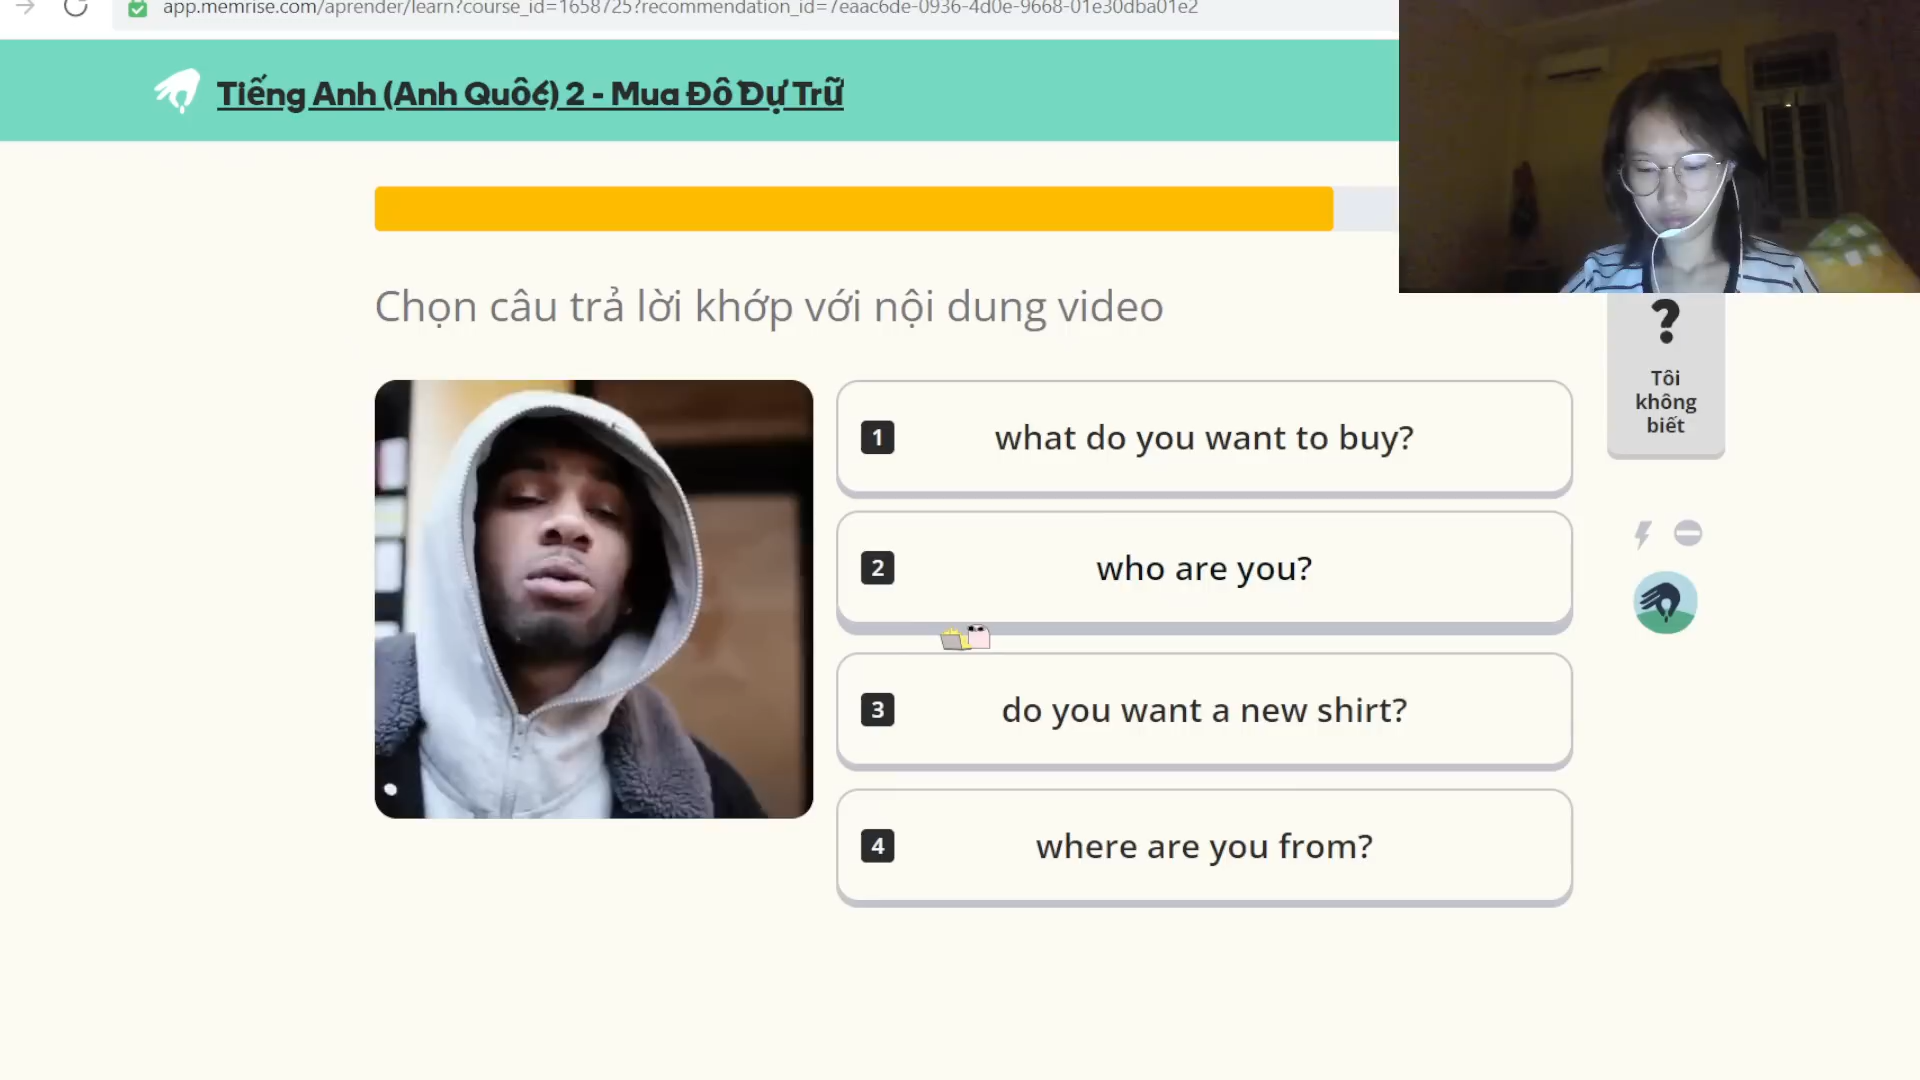 app.memrise.com/aprender/learn?course_id=1658725?recommendation_id=7eaac6de-0936-4d0e-9668-01e30dba01e2
Tiếng Anh (Anh Quốc) 2 - Mua Đồ Dự Trữ
Chọn câu trả lời khớp với nội dung video
1 what do you want to buy?
2 who are you?
3 do you want a new shirt?
4 where are you from?
?
Tôi
không
biết